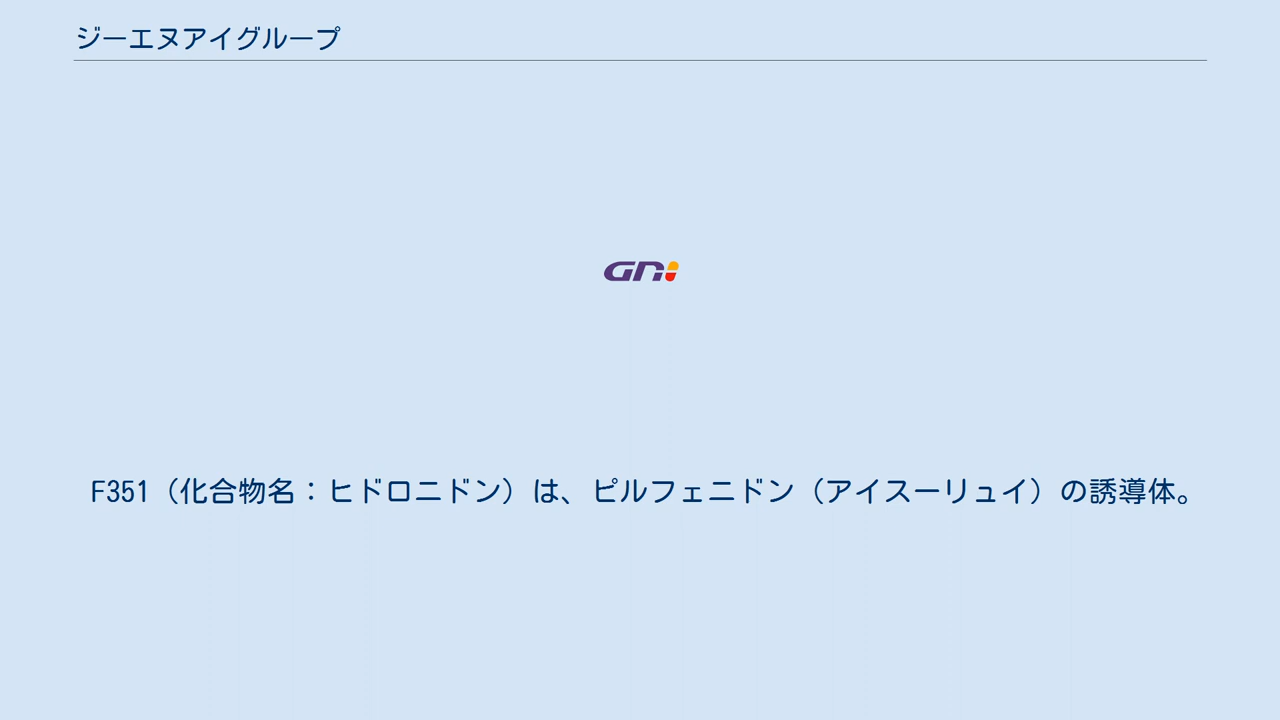 ジーエヌアイグループ
GNI
F351（化合物名：ヒドロニドン）は、ピルフェニドン（アイスーリュイ）の誘導体。